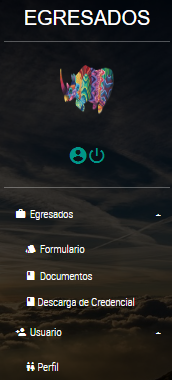 EGRESADOS
Egresados
Formulario
Documentos
Descarga de Credencial
Usuario
Perfil